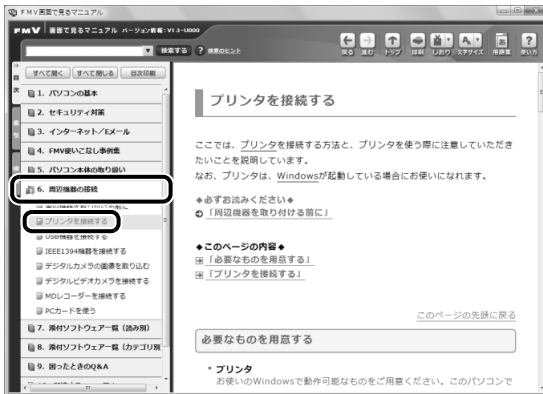 FMV画面で見るマニュアル
FMV 画面で見るマニュアル バージョン情報:V1.3-U000
検索する ? 検索のヒント
戻る 進む トップ 印刷 しおり 文字サイズ 用語集 使い方
目次
すべて開く すべて閉じる 目次印刷
1. パソコンの基本
2. セキュリティ対策
3. インターネット/Eメール
4. FMV使いこなし事例集
5. パソコン本体の取り扱い
6. 周辺機器の接続
周辺機器を取り付ける前に
プリンタを接続する
USB機器を接続する
IEEE1394機器を接続する
デジタルカメラの画像を取り込む
デジタルビデオカメラを接続する
MDレコーダーを接続する
PCカードを使う
7. 添付ソフトウェア一覧(読み別)
8. 添付ソフトウェア一覧(カテゴリ別
9. 困ったときのQ&A
プリンタを接続する
ここでは、プリンタを接続する方法と、プリンタを使う際に注意していただき
たいことを説明しています。
なお、プリンタは、Windowsが起動している場合にお使いになれます。
◆必ずお読みください◆
「周辺機器を取り付ける前に」
◆このページの内容◆
「必要なものを用意する」
「プリンタを接続する」
このページの先頭に戻る
必要なものを用意する
・プリンタ
お使いのWindowsで動作可能なものをご用意ください。このパソコンで